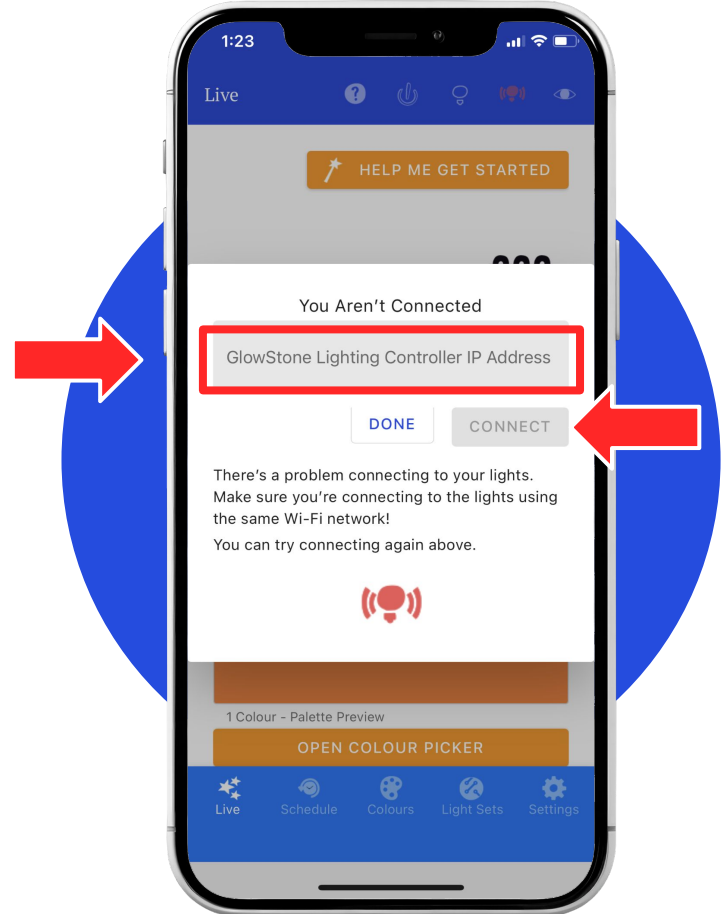 1:23
Live
HELP ME GET STARTED
You Aren't Connected
GlowStone Lighting Controller IP Address
DONE CONNECT
There's a problem connecting to your lights.
Make sure you're connecting to the lights using
the same Wi-Fi network!
You can try connecting again above.
1 Colour - Palette Preview
OPEN COLOUR PICKER
Live Schedule Colours Light Sets Settings